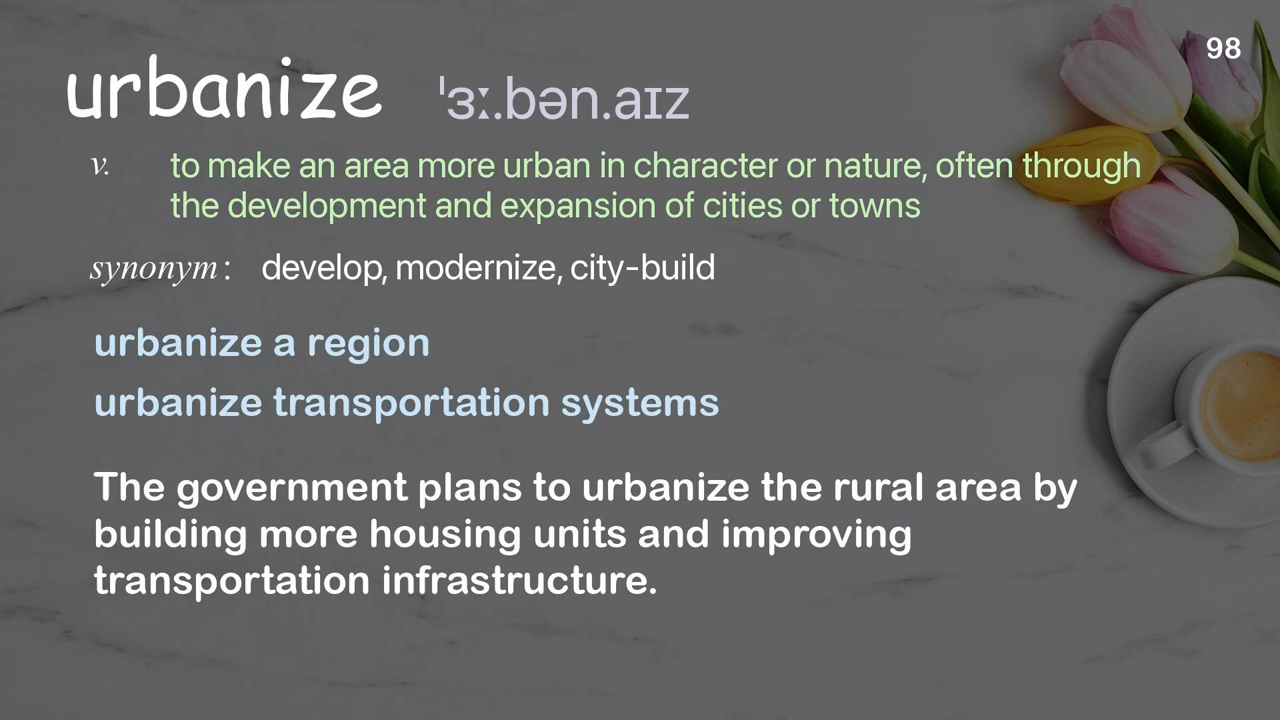 98
urbanize ˈɜː.bən.aɪz
v. to make an area more urban in character or nature, often through
the development and expansion of cities or towns
synonym: develop, modernize, city-build
urbanize a region
urbanize transportation systems
The government plans to urbanize the rural area by
building more housing units and improving
transportation infrastructure.